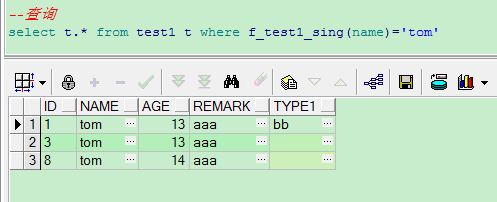 --查询
select t.* from test1 t where f_test1_sing(name)='tom'
ID NAME AGE REMARK TYPE1
1 1 tom ... 13 aaa ... bb ...
2 3 tom ... 13 aaa ... ...
3 8 tom ... 14 aaa ... ...